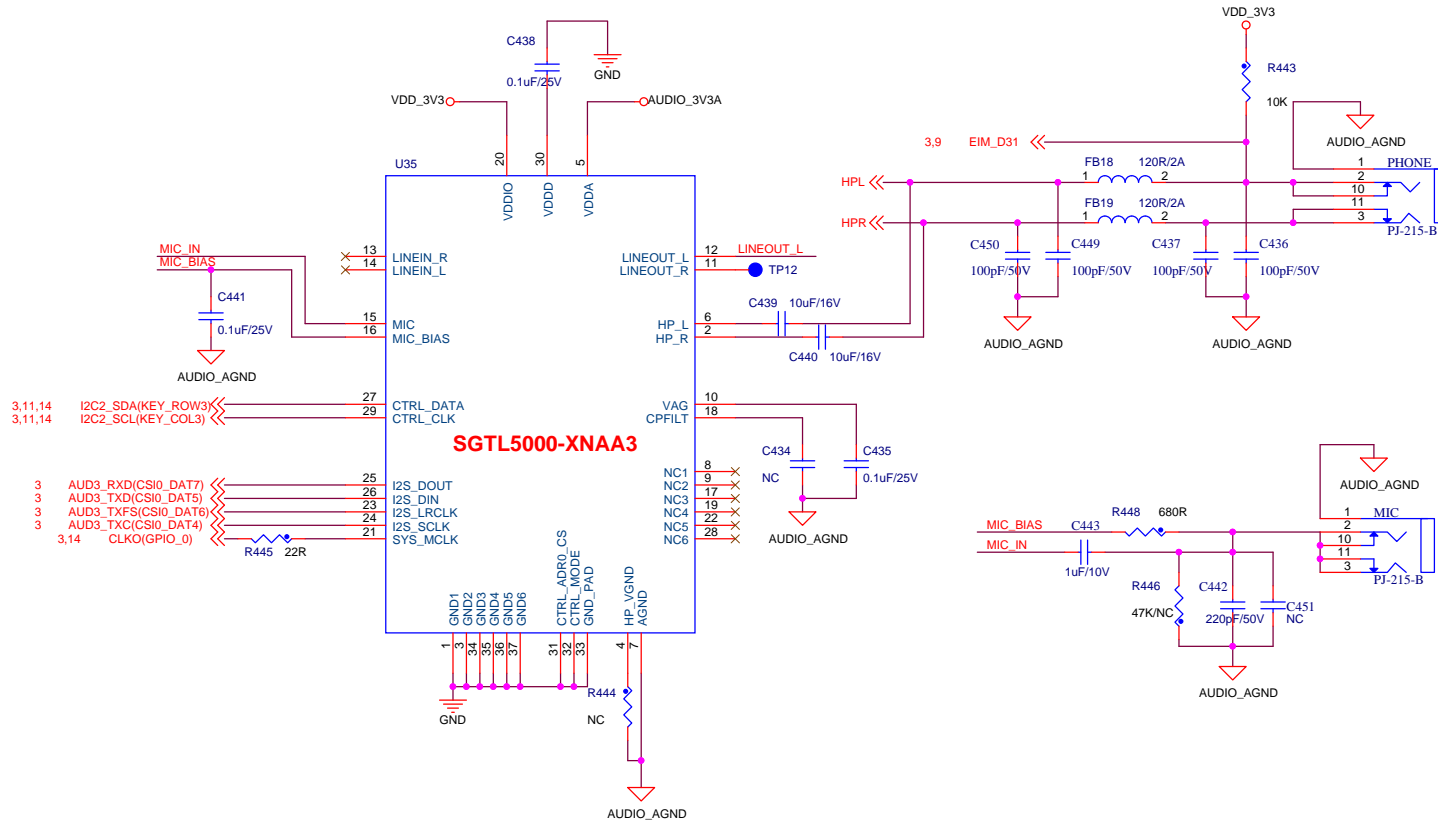 VDD_3V3
C438
0.1uF/25V
GND
VDD_3V3
AUDIO_3V3A
R443
10K
AUDIO_AGND
3,9 EIM_D31
U35
20
30
5
VDDIO
VDDD
VDDA
FB18 120R/2A
1 2
HPL
FB19 120R/2A
1 2
HPR
1 PHONE
2
10
11
3
PJ-215-B
C450
100pF/50V
C449
100pF/50V
C437
100pF/50V
C436
100pF/50V
AUDIO_AGND
AUDIO_AGND
MIC_IN
MIC_BIAS
C441
0.1uF/25V
AUDIO_AGND
13 LINEIN_R
14 LINEIN_L
LINEOUT_L 12 LINEOUT_L
LINEOUT_R 11 TP12
15 MIC
16 MIC_BIAS
HP_L 6
HP_R 2
C439 10uF/16V
C440 10uF/16V
3,11,14 I2C2_SDA(KEY_ROW3)
3,11,14 I2C2_SCL(KEY_COL3)
27 CTRL_DATA
29 CTRL_CLK
VAG 10
CPFILT 18
SGTL5000-XNAA3
C434
NC
C435
0.1uF/25V
AUDIO_AGND
3 AUD3_RXD(CSI0_DAT7)
3 AUD3_TXD(CSI0_DAT5)
3 AUD3_TXFS(CSI0_DAT6)
3 AUD3_TXC(CSI0_DAT4)
3,14 CLKO(GPIO_0)
R445 22R
25 I2S_DOUT
26 I2S_DIN
23 I2S_LRCLK
24 I2S_SCLK
21 SYS_MCLK
NC1 8
NC2 9
NC3 17
NC4 19
NC5 22
NC6 28
GND1
GND2
GND3
GND4
GND5
GND6
CTRL_ADR0_CS
CTRL_MODE
GND_PAD
HP_VGND
AGND
1
3
34
35
36
37
31
32
33
4
7
GND
R444
NC
AUDIO_AGND
AUDIO_AGND
MIC_BIAS
MIC_IN
C443
1uF/10V
R448 680R
1 MIC
2
10
11
3
PJ-215-B
R446
47K/NC
C442
220pF/50V
C451
NC
AUDIO_AGND